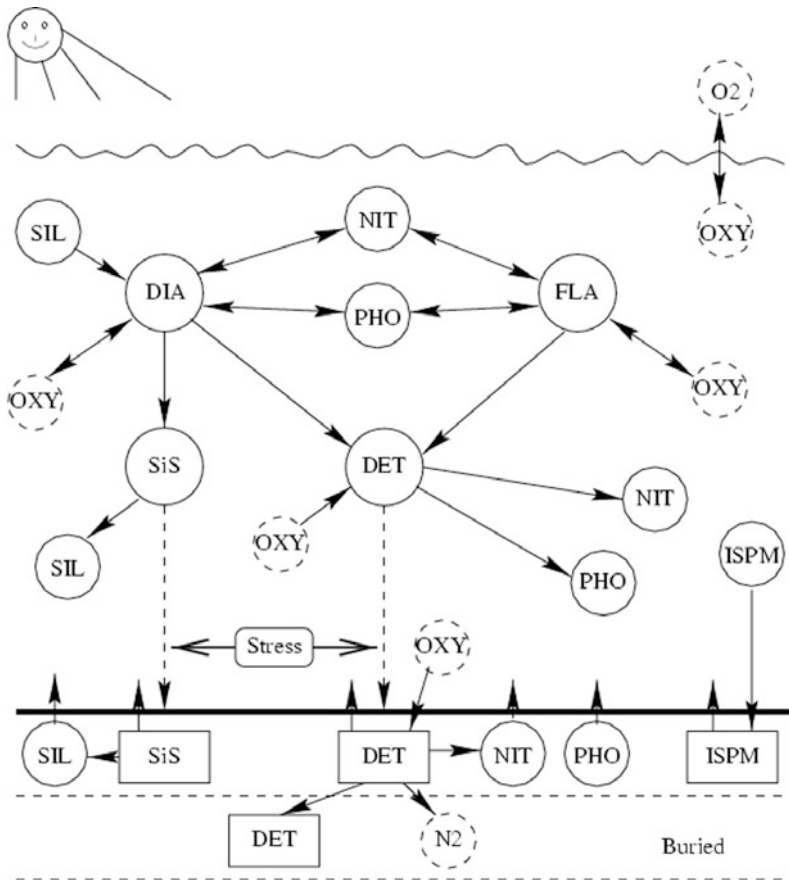 O2
OXY
SIL
NIT
DIA
PHO
FLA
OXY
OXY
SiS
DET
NIT
OXY
SIL
PHO
ISPM
Stress
OXY
SIL
SiS
DET
NIT
PHO
ISPM
DET
N2
Buried